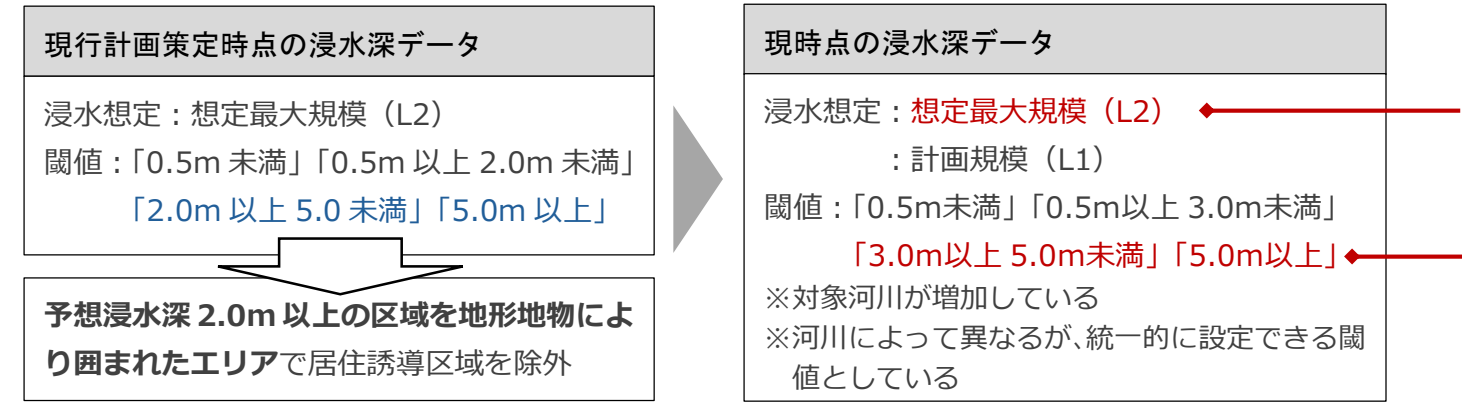 現行計画策定時点の浸水深データ
浸水想定：想定最大規模（L2）
閾値：「0.5m 未満」「0.5m 以上 2.0m 未満」
「2.0m 以上 5.0 未満」「5.0m 以上」
予想浸水深 2.0m 以上の区域を地形地物によ
り囲まれたエリアで居住誘導区域を除外
現時点の浸水深データ
浸水想定：想定最大規模（L2）
：計画規模（L1）
閾値：「0.5m未満」「0.5m以上 3.0m未満」
「3.0m以上 5.0m未満」「5.0m以上」
※対象河川が増加している
※河川によって異なるが､統一的に設定できる閾
値としている